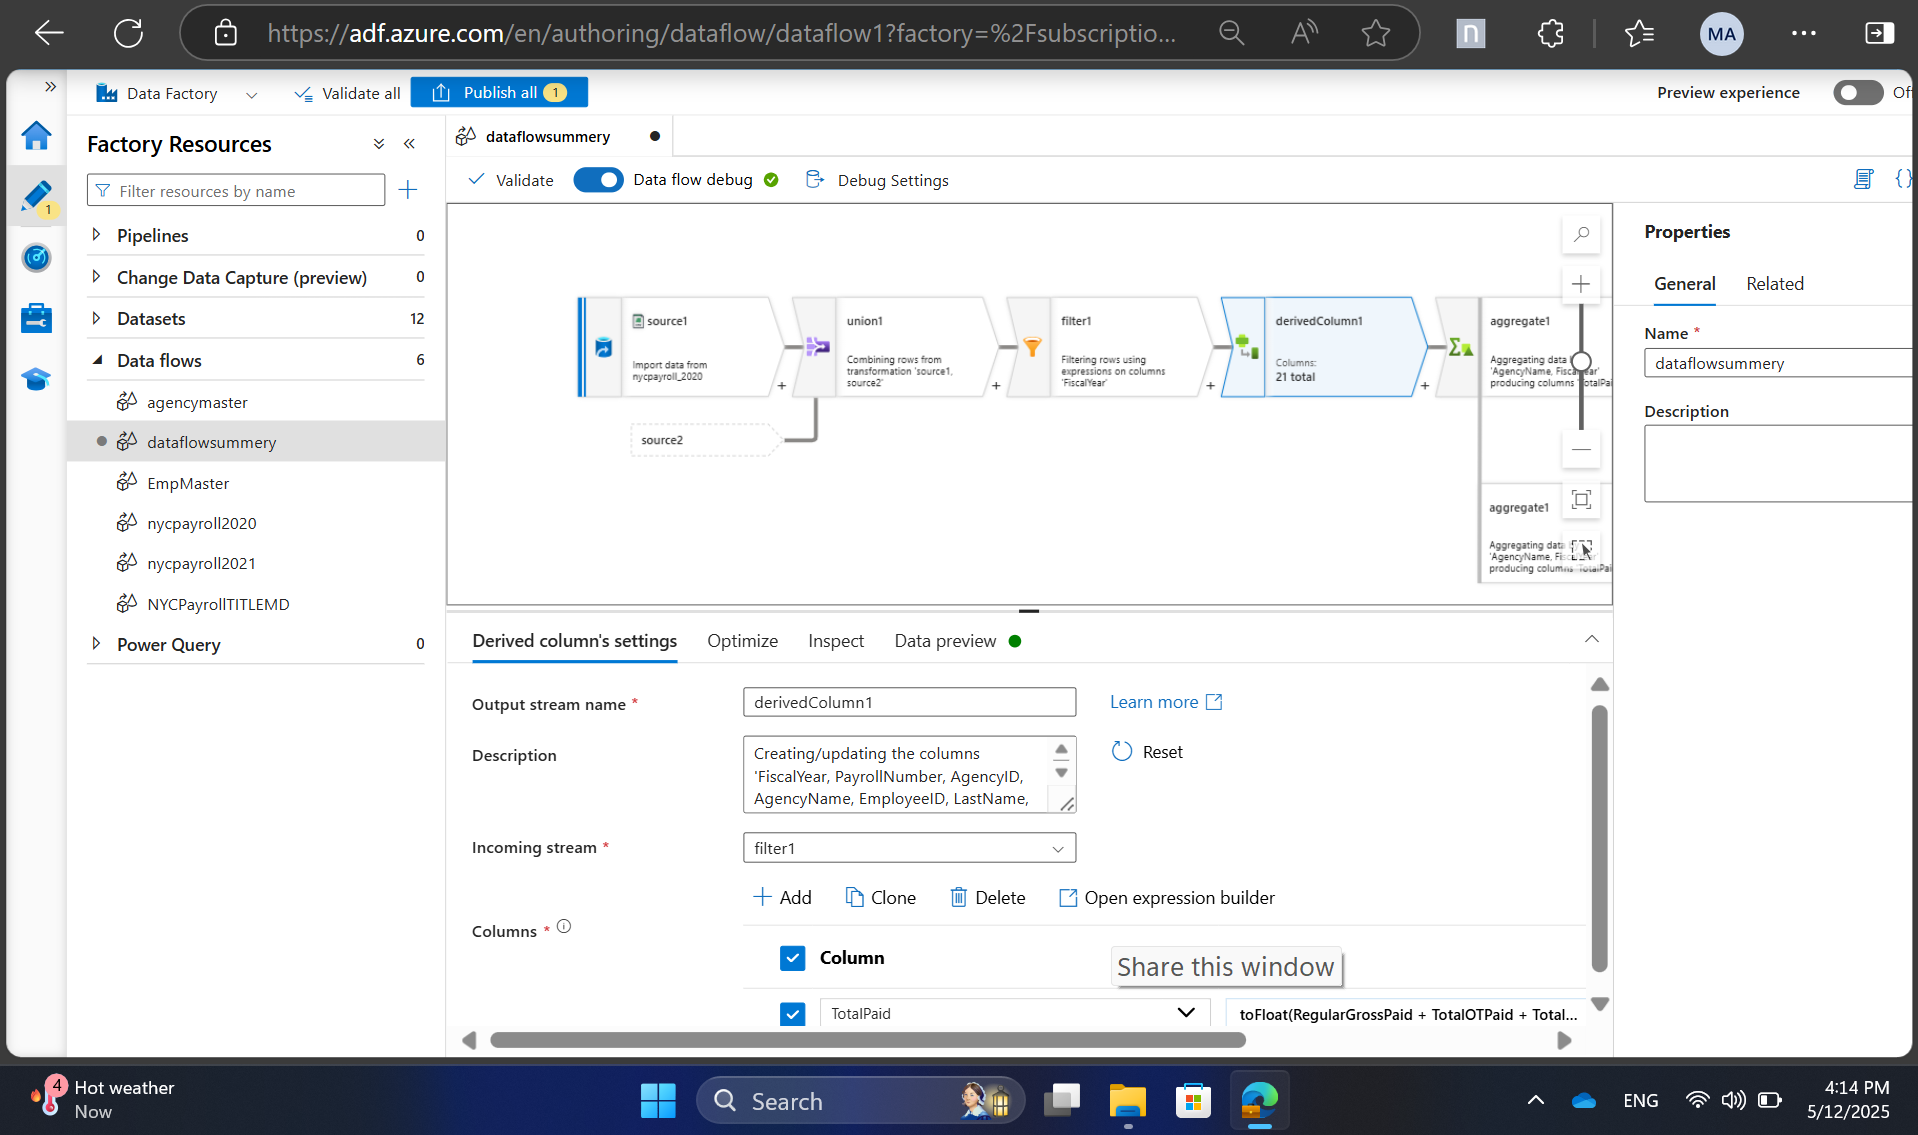 https://adf.azure.com/en/authoring/dataflow/dataflow1?factory=%2Fsubscriptio...
MA
Data Factory
Validate all
Publish all 1
Preview experience
Off
Factory Resources
Filter resources by name
1
Pipelines 0
Change Data Capture (preview) 0
Datasets 12
Data flows 6
agencymaster
dataflowsummery
EmpMaster
nycpayroll2020
nycpayroll2021
NYCPayrollTITLEMD
Power Query 0
dataflowsummery
Validate
Data flow debug
Debug Settings
{}
source1
Import data from
nycpayroll_2020
union1
Combining rows from
transformation 'source1,
source2'
filter1
Filtering rows using
expressions on columns
'FiscalYear'
derivedColumn1
Columns:
21 total
aggregate1
Aggregating data
'AgencyName,
producing columns
source2
aggregate1
Aggregating data
'AgencyName,
producing columns 'TotalPai
Properties
General
Related
Name *
dataflowsummery
Description
Derived column's settings
Optimize
Inspect
Data preview
Output stream name *
derivedColumn1
Learn more
Description
Creating/updating the columns
'FiscalYear, PayrollNumber, AgencyID,
AgencyName, EmployeeID, LastName,
Reset
Incoming stream *
filter1
Add
Clone
Delete
Open expression builder
Columns *
Column
Share this window
TotalPaid
toFloat(RegularGrossPaid + TotalOTPaid + Total...
4
Hot weather
Now
Search
ENG
4:14 PM
5/12/2025